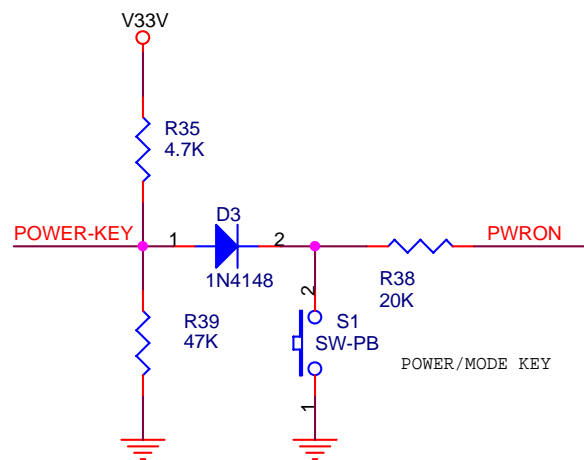 V33V
R35
4.7K
D3
POWER-KEY
1
2
PWRON
1N4148
R38
20K
R39
47K
2
S1
SW-PB
POWER/MODE KEY
1